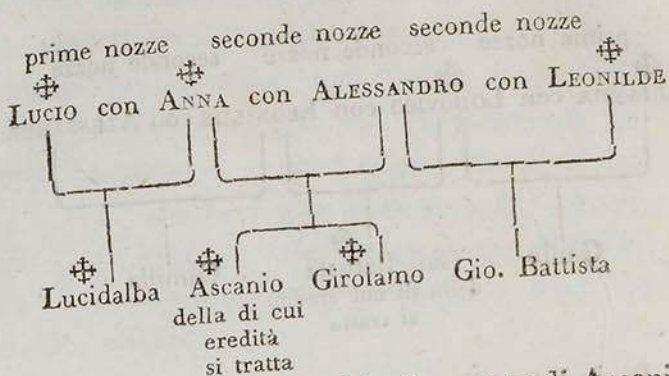 prime nozze seconde nozze seconde nozze
LUCIO con ANNA con ALESSANDRO con LEONILDE
Lucidalba Ascanio Girolamo Gio. Battista
della di cui
eredità
si tratta